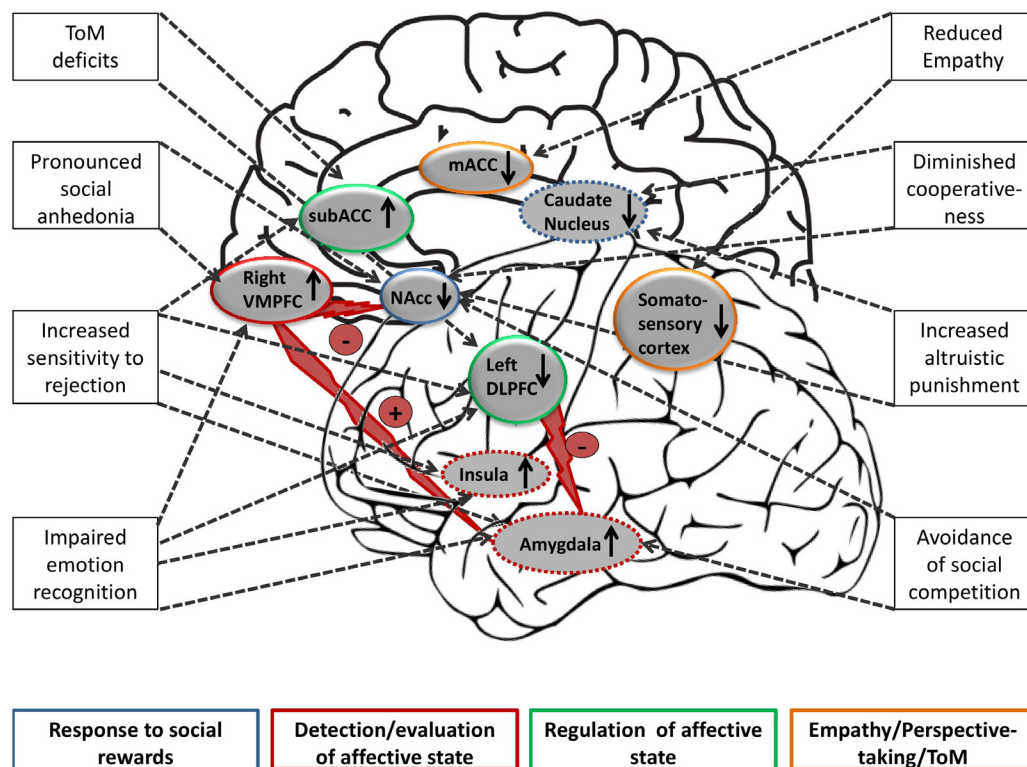 ToM
deficits
Reduced
Empathy
Pronounced
social
anhedonia
Diminished
cooperative-
ness
mACC
Caudate
Nucleus
subACC
Right
VMPFC
NAcc
Somato-
sensory
cortex
Increased
sensitivity to
rejection
Increased
altruistic
punishment
-
Left
DLPFC
+
-
Insula
Amygdala
Impaired
emotion
recognition
Avoidance
of social
competition
Response to social
rewards
Detection/evaluation
of affective state
Regulation of affective
state
Empathy/Perspective-
taking/ToM